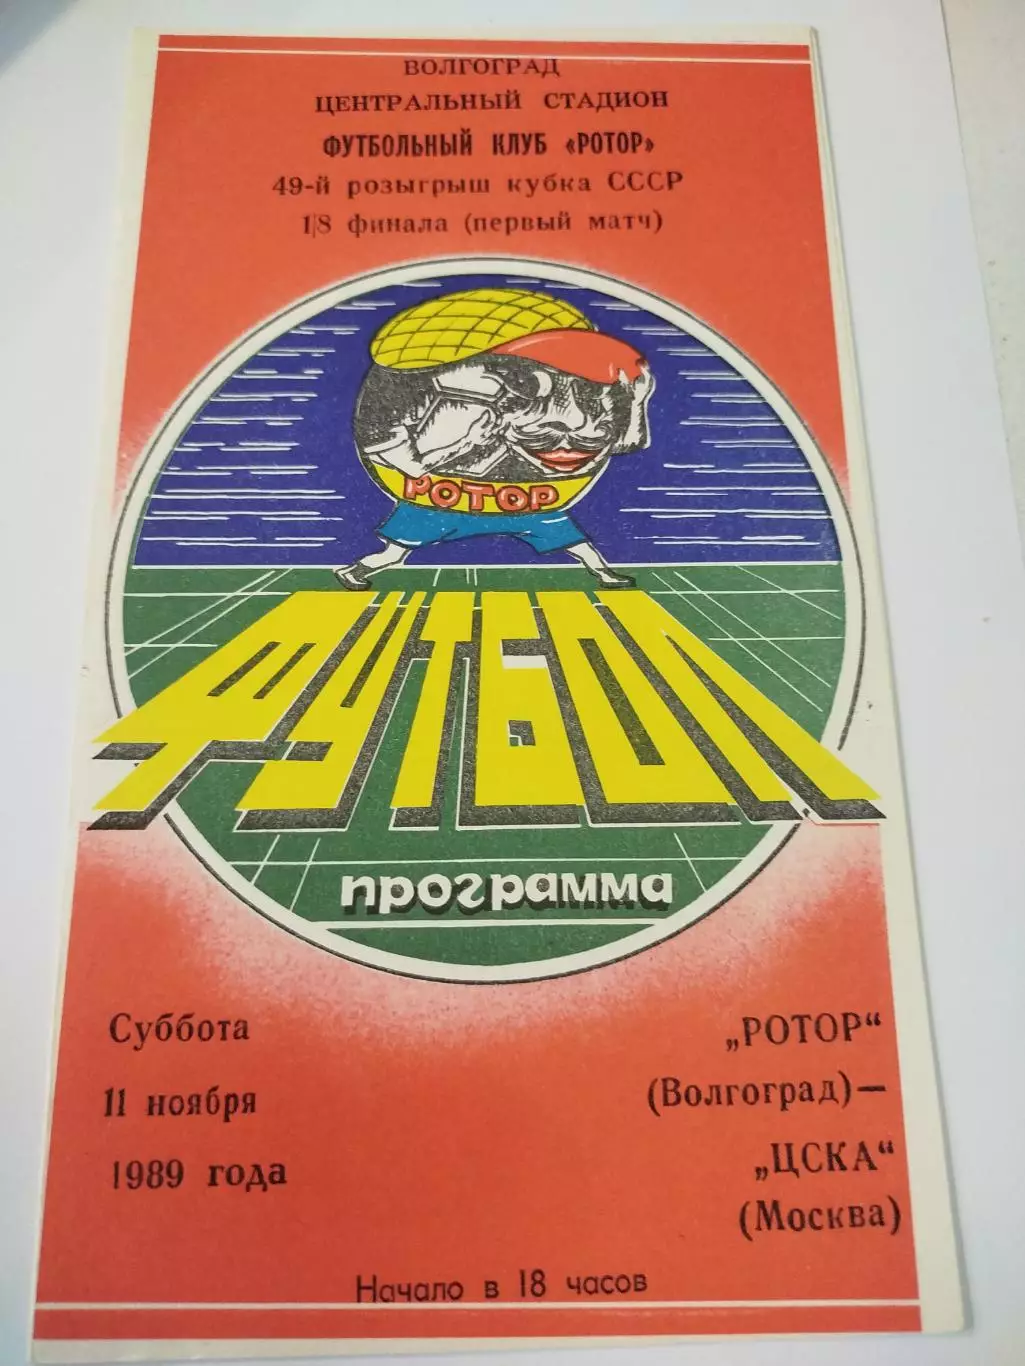 ВОЛГОГРАД
ЦЕНТРАЛЬНЫЙ СТАДИОН
ФУТБОЛЬНЫЙ КЛУБ «РОТОР»
49-й розыгрыш кубка СССР
1/8 финала (первый матч)
РОТОР
ФУТБОЛ
программа
Суббота
11 ноября
1989 года
„РОТОР“
(Волгоград)—
„ЦСКА“
(Москва)
Начало в 18 часов